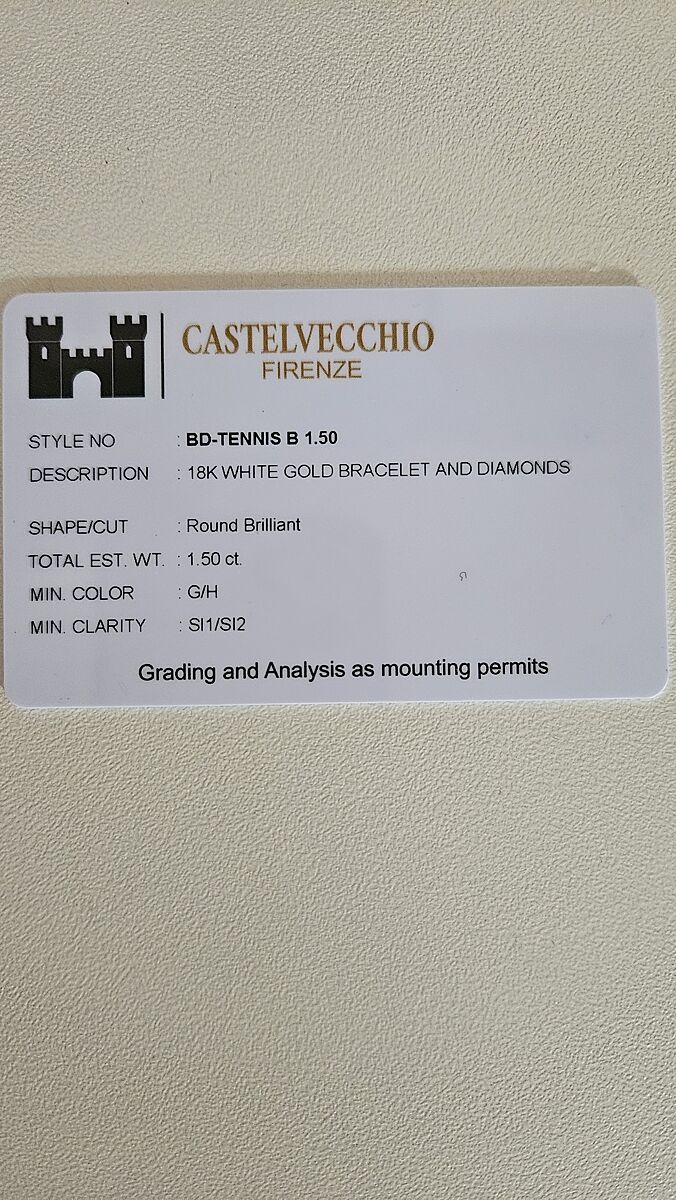 CASTELVECCHIO
FIRENZE
STYLE NO : BD-TENNIS B 1.50
DESCRIPTION : 18K WHITE GOLD BRACELET AND DIAMONDS
SHAPE/CUT : Round Brilliant
TOTAL EST. WT. : 1.50 ct.
MIN. COLOR : G/H
MIN. CLARITY : SI1/SI2
Grading and Analysis as mounting permits